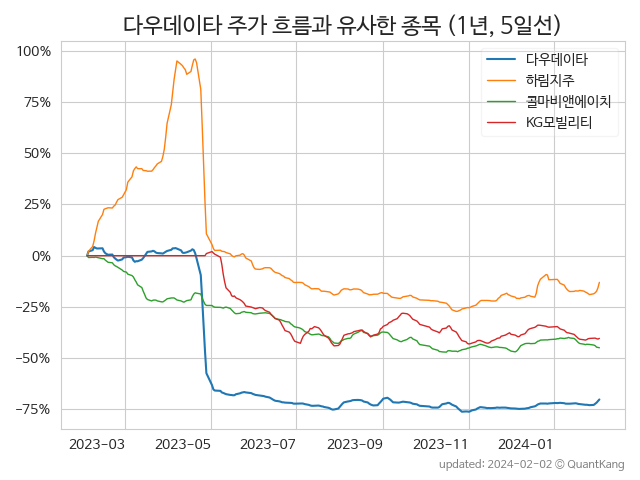 다우데이타 주가 흐름과 유사한 종목 (1년, 5일선)
다우데이타
하림지주
콜마비앤에이치
KG모빌리티
100%
75%
50%
25%
0%
−25%
−50%
−75%
2023-03 2023-05 2023-07 2023-09 2023-11 2024-01
updated: 2024-02-02 © QuantKang